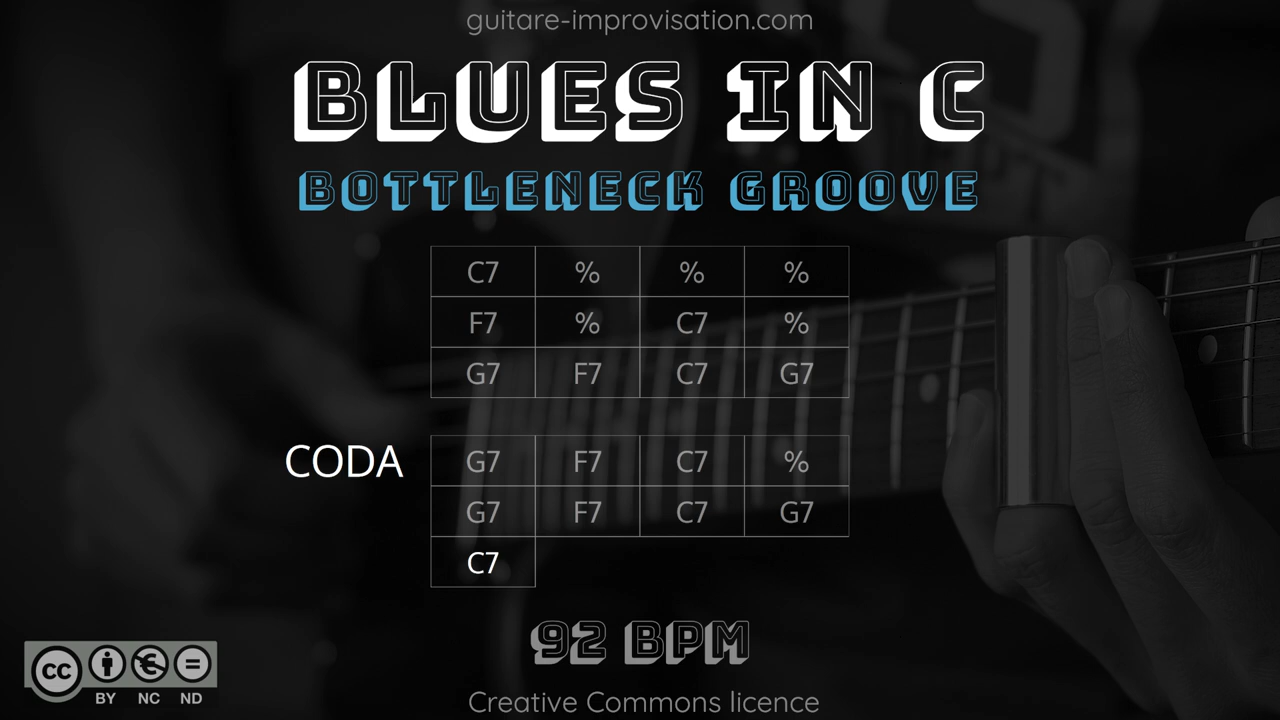 guitare-improvisation.com
BLUES IN C
BOTTLENECK GROOVE
C7 % % %
F7 % C7 %
G7 F7 C7 G7
CODA G7 F7 C7 %
G7 F7 C7 G7
C7
92 BPM
cc
BY NC ND
Creative Commons licence